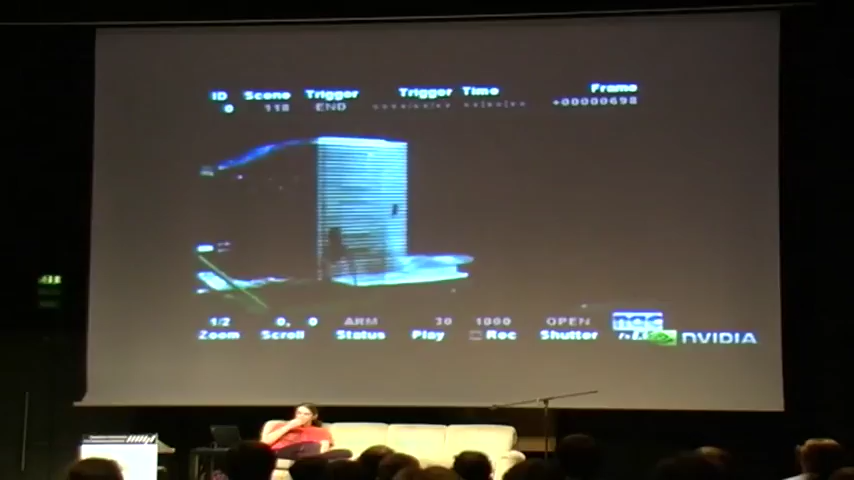 ID Scene Trigger Trigger Time Frame
0 118 END +00000698
1/2 0, 0 ARM 30 1000 OPEN nac
Zoom Scroll Status Play Rec Shutter NVIDIA